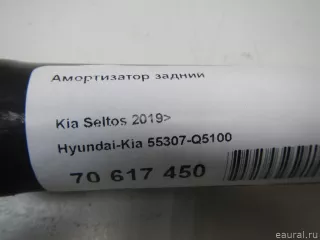 Амортизатор задний
Kia Seltos 2019>
Hyundai-Kia 55307-Q5100
70 617 450
eaural.ru